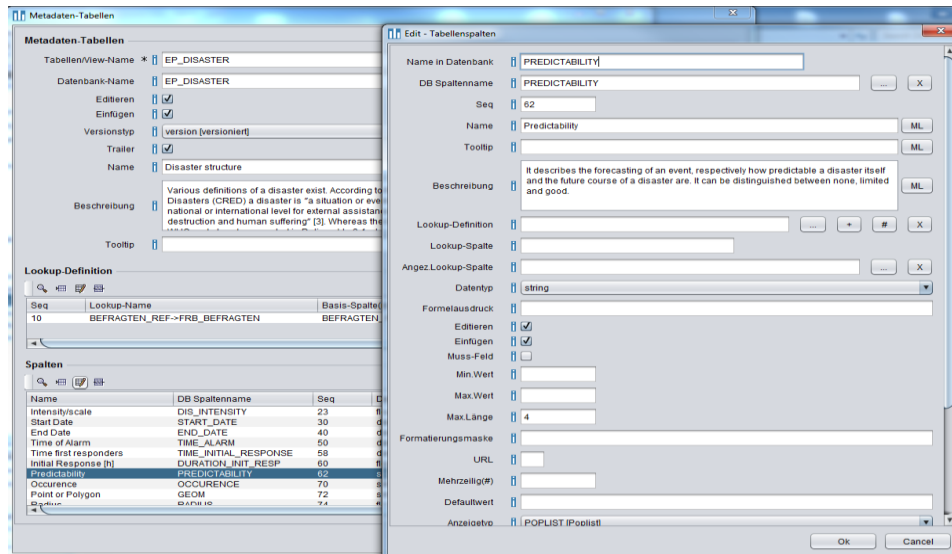 Metadaten-Tabellen
Metadaten-Tabellen
Tabellen/View-Name * EP_DISASTER
Datenbank-Name EP_DISASTER
Editieren
Einfügen
Versionstyp version [versioniert]
Trailer
Name Disaster structure
Various definitions of a disaster exist. According to
Disasters (CRED) a disaster is "a situation or eve
Beschreibung national or international level for external assistan
destruction and human suffering" [3]. Whereas the
Tooltip
Lookup-Definition
Seq Lookup-Name Basis-Spalte(
10 BEFRAGTEN_REF->FRB_BEFRAGTEN BEFRAGTEN_
Spalten
Name DB Spaltenname Seq D
Intensity/scale DIS_INTENSITY 23 fl
Start Date START_DATE 30 d
End Date END_DATE 40 d
Time of Alarm TIME_ALARM 50 d
Time first responders TIME_INITIAL_RESPONSE 58 d
Initial Response [h] DURATION_INIT_RESP 60 fl
Predictability PREDICTABILITY 62 s
Occurence OCCURENCE 70 s
Point or Polygon GEOM 72 s
Radius RADIUS 74 fl
Edit - Tabellenspalten
Name in Datenbank PREDICTABILITY
DB Spaltenname PREDICTABILITY ... X
Seq 62
Name Predictability ML
Tooltip ML
It describes the forecasting of an event, respectively how predictable a disaster itself
Beschreibung and the future course of a disaster are. It can be distinguished between none, limited ML
and good.
Lookup-Definition ... + # X
Lookup-Spalte
Angez.Lookup-Spalte ... X
Datentyp string
Formelausdruck
Editieren
Einfügen
Muss-Feld
Min.Wert
Max.Wert
Max.Länge 4
Formatierungsmaske
URL
Mehrzeilig(#)
Defaultwert
Anzeigetyp POPLIST [Poplist]
Ok Cancel